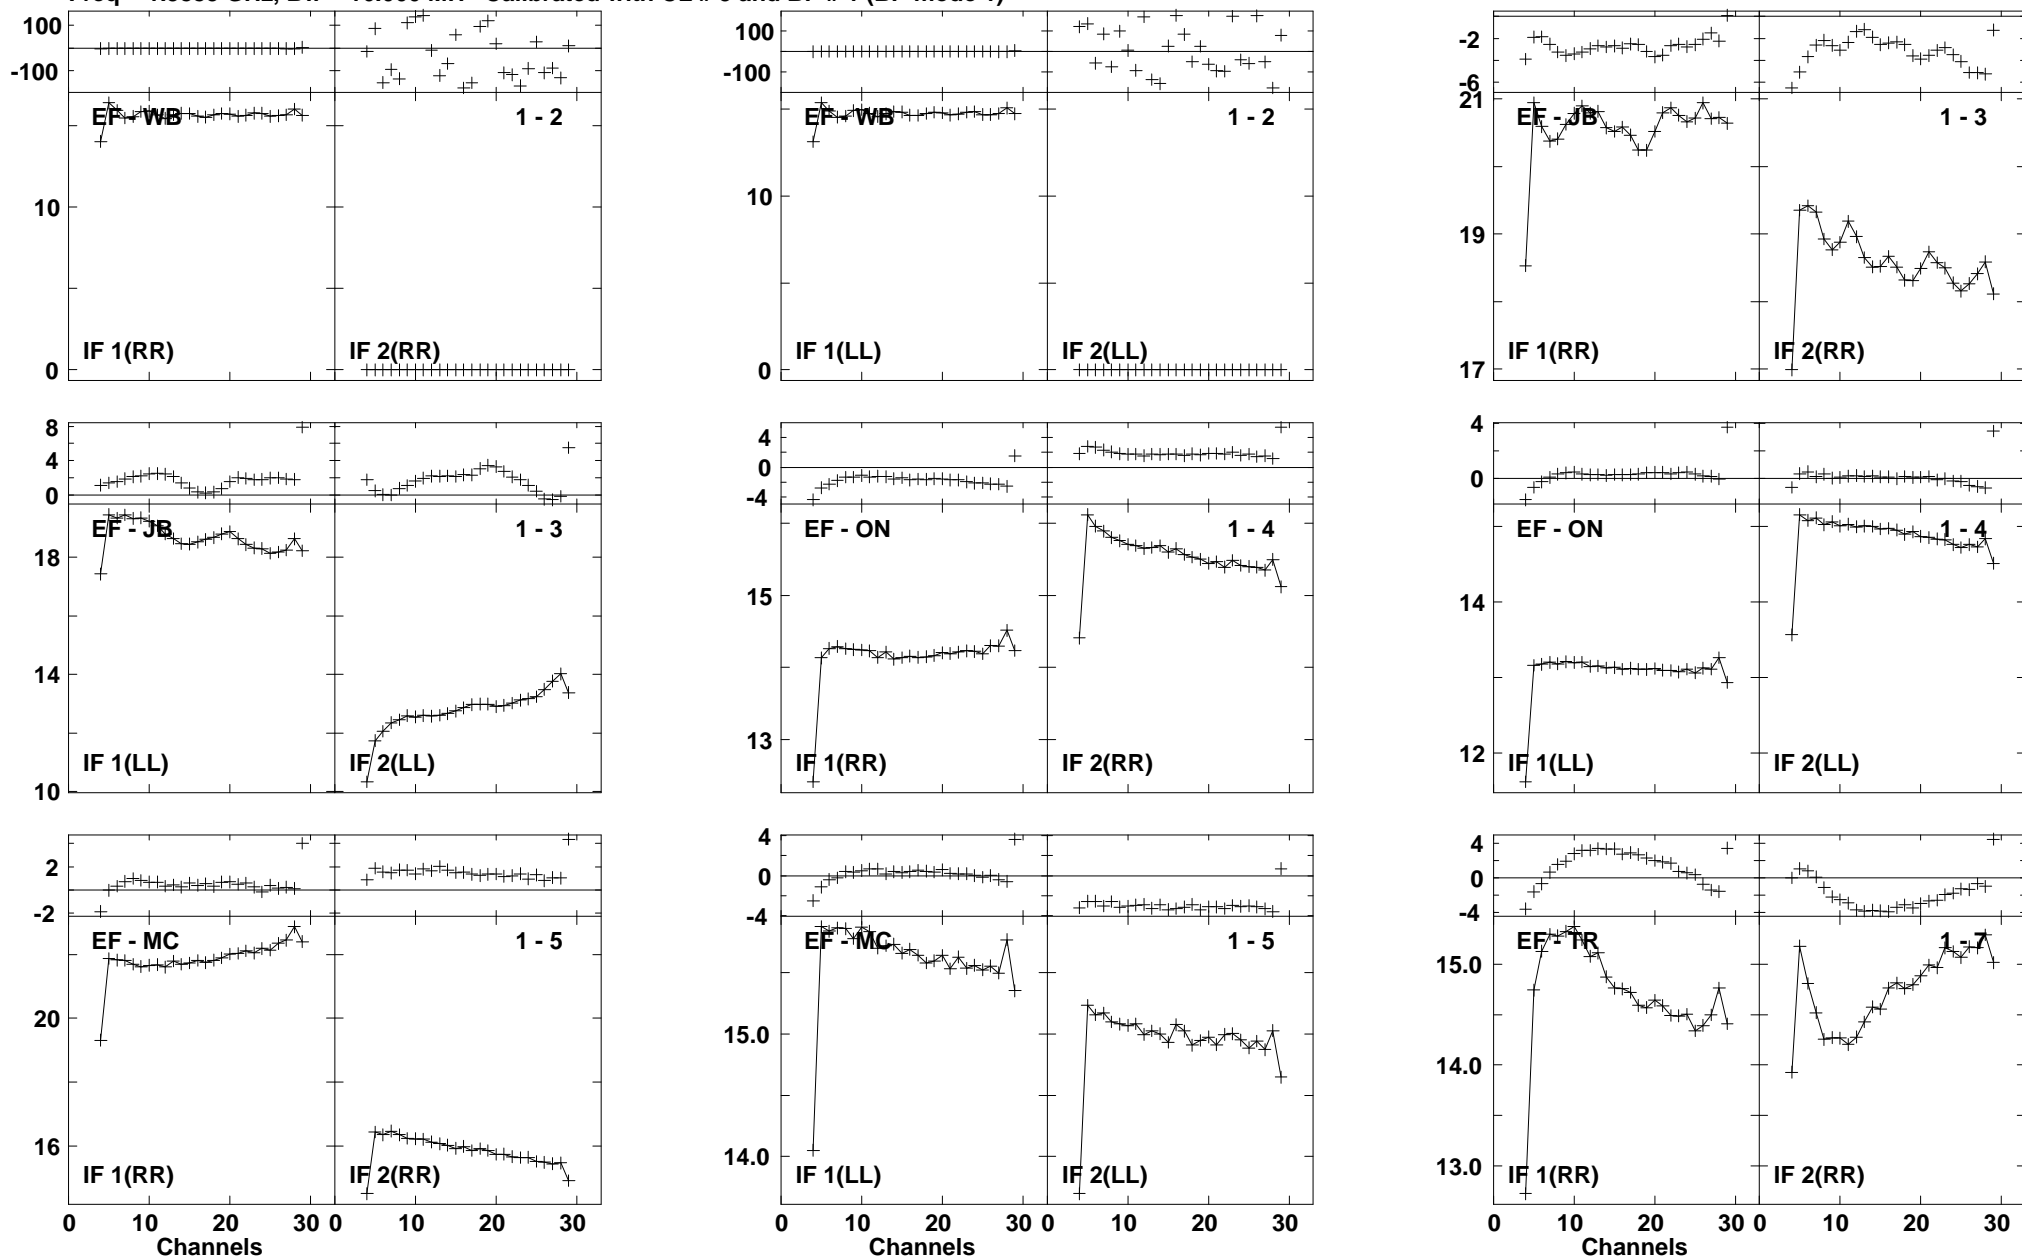 100
-100
EF - WB
1 - 2
10
0
IF 1(RR)
IF 2(RR)
100
-100
EF - WB
1 - 2
10
0
IF 1(LL)
IF 2(LL)
-2
-6
21
EF - JB
1 - 3
19
17
IF 1(RR)
IF 2(RR)
8
4
0
EF - JB
1 - 3
18
14
10
IF 1(LL)
IF 2(LL)
4
0
-4
EF - ON
1 - 4
15
13
IF 1(RR)
IF 2(RR)
4
0
EF - ON
1 - 4
14
12
IF 1(LL)
IF 2(LL)
2
-2
EF - MC
1 - 5
20
16
IF 1(RR)
IF 2(RR)
0 10 20 30 0 10 20 30
Channels
4
0
-4
EF - MC
1 - 5
15.0
14.0
IF 1(LL)
IF 2(LL)
0 10 20 30 0 10 20 30
Channels
4
0
-4
EF - TR
1 - 7
15.0
14.0
13.0
IF 1(RR)
IF 2(RR)
0 10 20 30 0 10 20 30
Channels